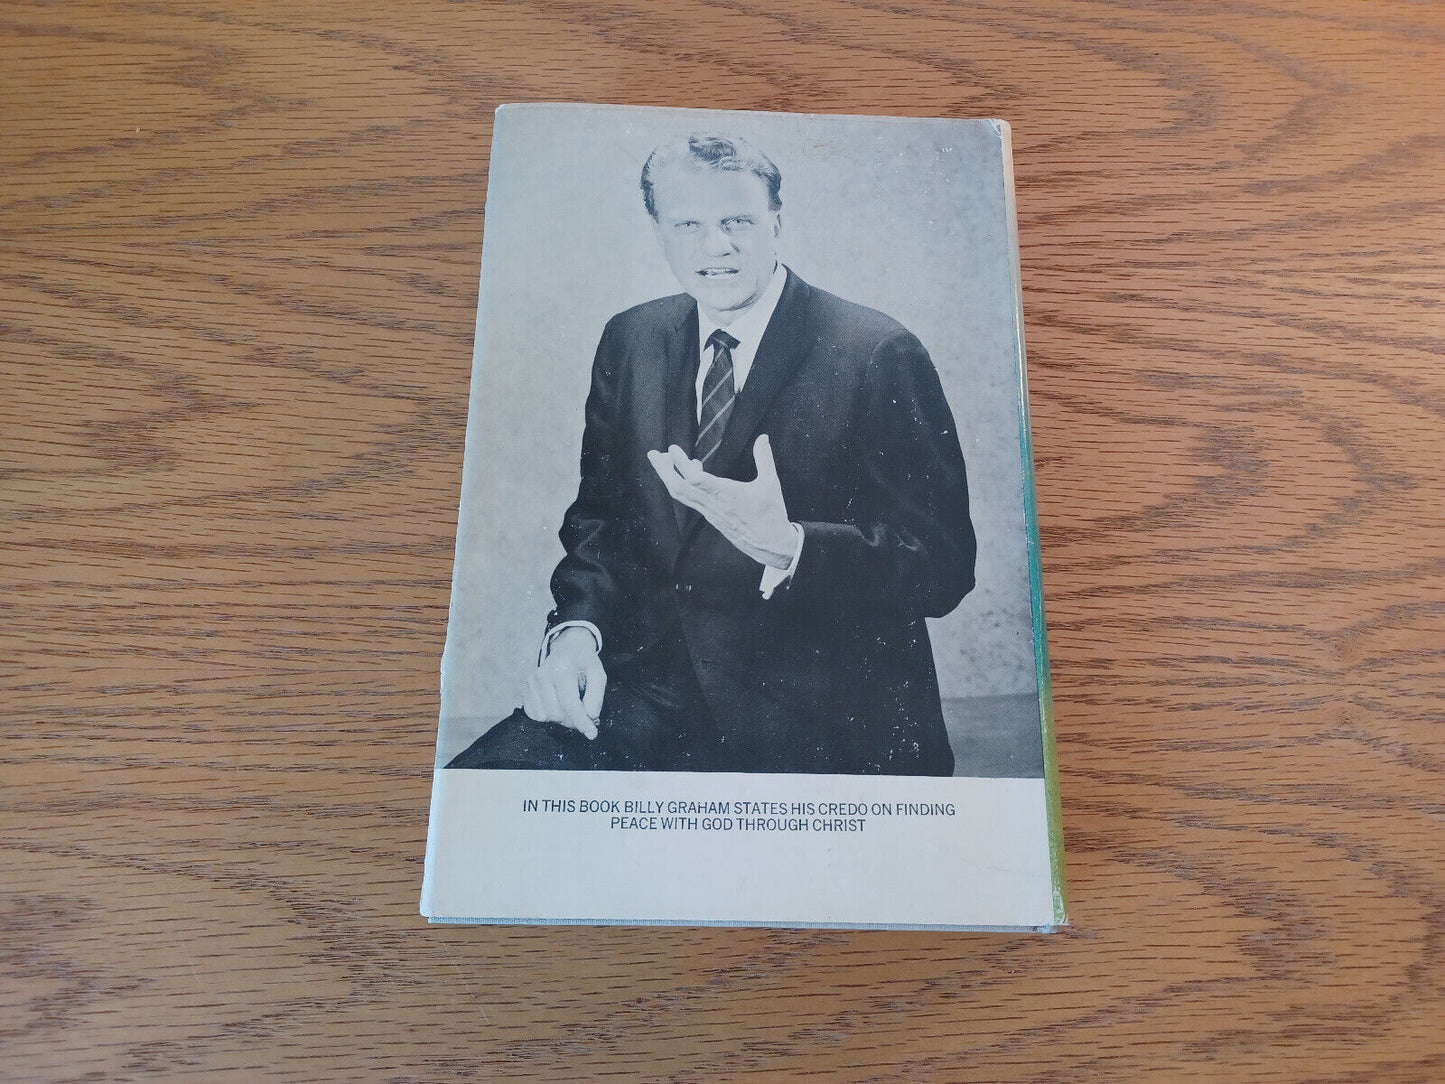 IN THIS BOOK BILLY GRAHAM STATES HIS CREDO ON FINDING
PEACE WITH GOD THROUGH CHRIST